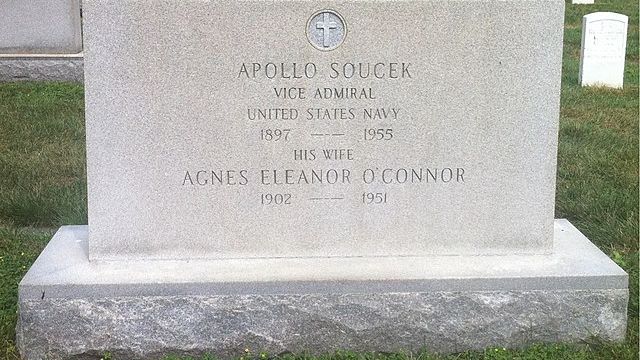 APOLLO SOUCEK
VICE ADMIRAL
UNITED STATES NAVY
1897 —-— 1955
HIS WIFE
AGNES ELEANOR O'CONNOR
1902 —-— 1951